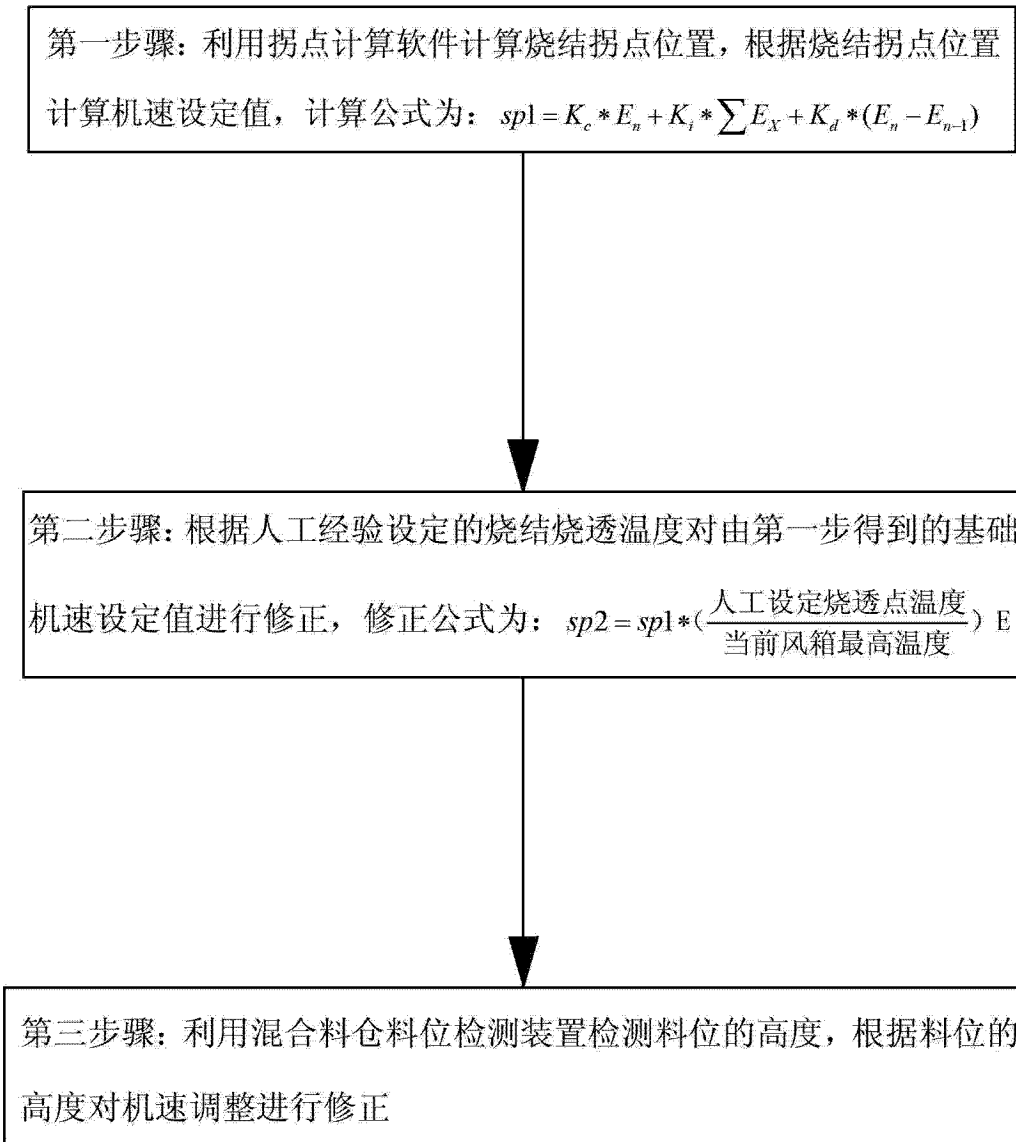 第一步骤：利用拐点计算软件计算烧结拐点位置，根据烧结拐点位置
计算机速设定值，计算公式为：sp1 = K_c * E_n + K_i * ∑ E_X + K_d * (E_n − E_{n−1})
第二步骤：根据人工经验设定的烧结烧透温度对由第一步得到的基础
机速设定值进行修正，修正公式为：sp2 = sp1 * (人工设定烧透点温度 / 当前风箱最高温度) E
第三步骤：利用混合料仓料位检测装置检测料位的高度，根据料位的
高度对机速调整进行修正